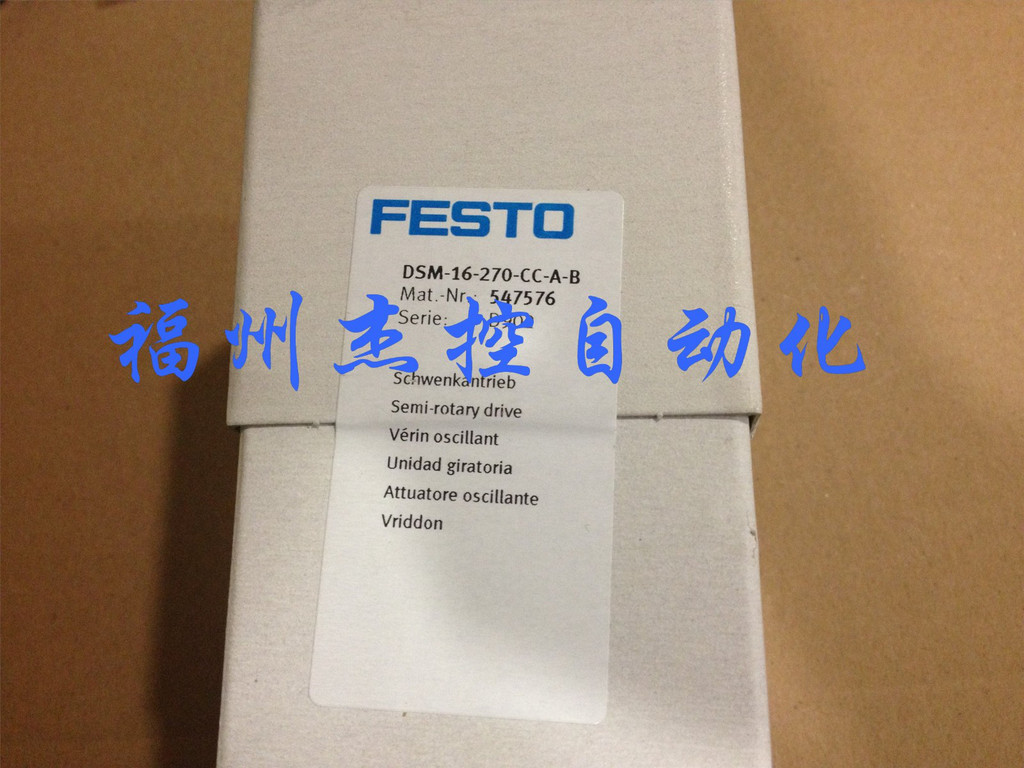 FESTO
DSM-16-270-CC-A-B
Mat.-Nr.: 547576
Serie:
福州杰控自动化
Schwenkantrieb
Semi-rotary drive
Vérin oscillant
Unidad giratoria
Attuatore oscillante
Vriddon